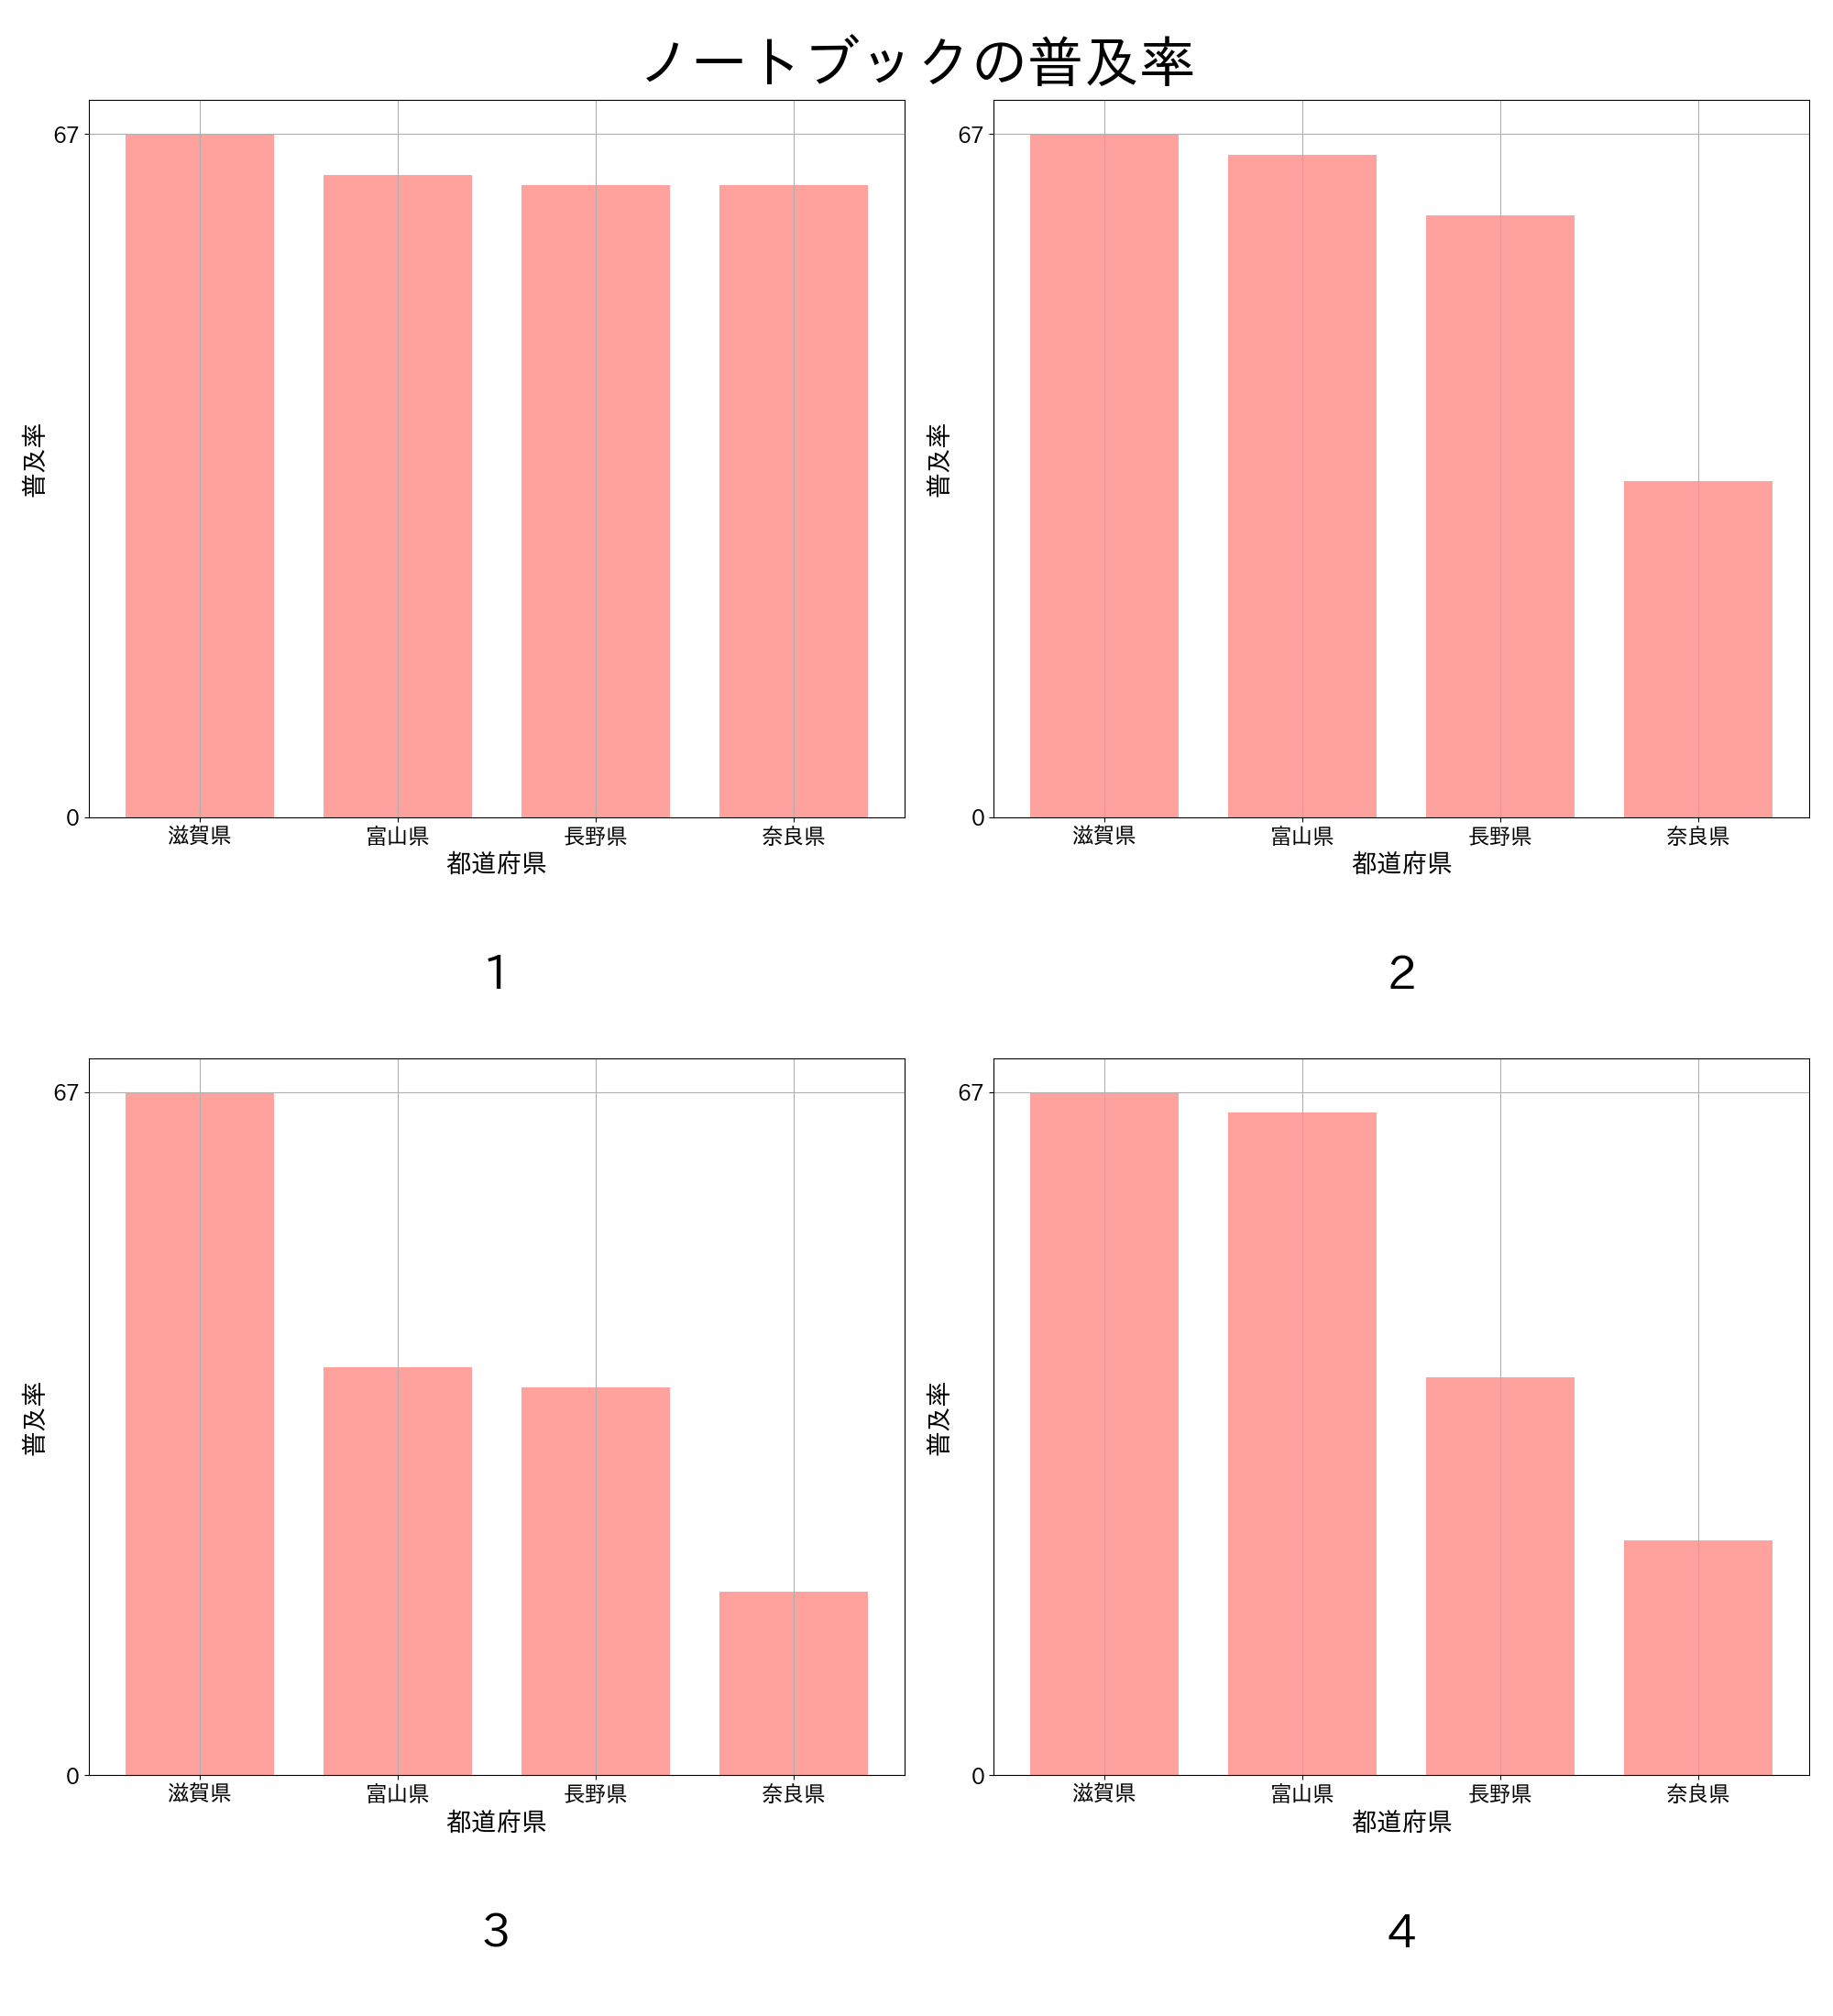 ノートブックの普及率
67
0
普及率
滋賀県 富山県 長野県 奈良県
都道府県
1
67
0
普及率
滋賀県 富山県 長野県 奈良県
都道府県
2
67
0
普及率
滋賀県 富山県 長野県 奈良県
都道府県
3
67
0
普及率
滋賀県 富山県 長野県 奈良県
都道府県
4